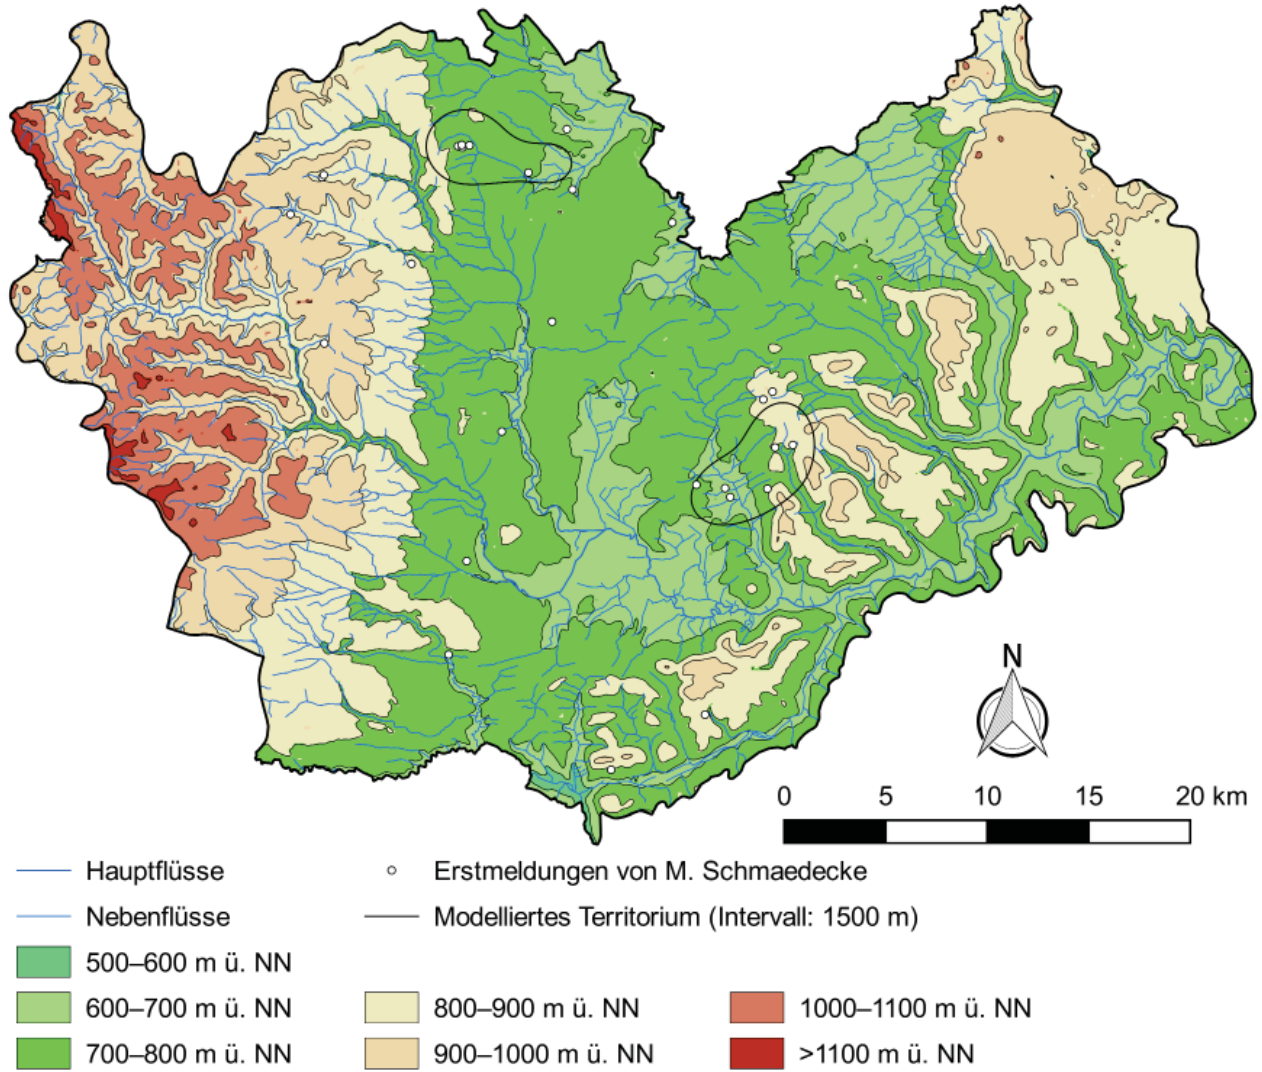 N
0 5 10 15 20 km
Hauptflüsse
Erstmeldungen von M. Schmaedecke
Nebenflüsse
Modelliertes Territorium (Intervall: 1500 m)
500–600 m ü. NN
600–700 m ü. NN
800–900 m ü. NN
1000–1100 m ü. NN
700–800 m ü. NN
900–1000 m ü. NN
>1100 m ü. NN